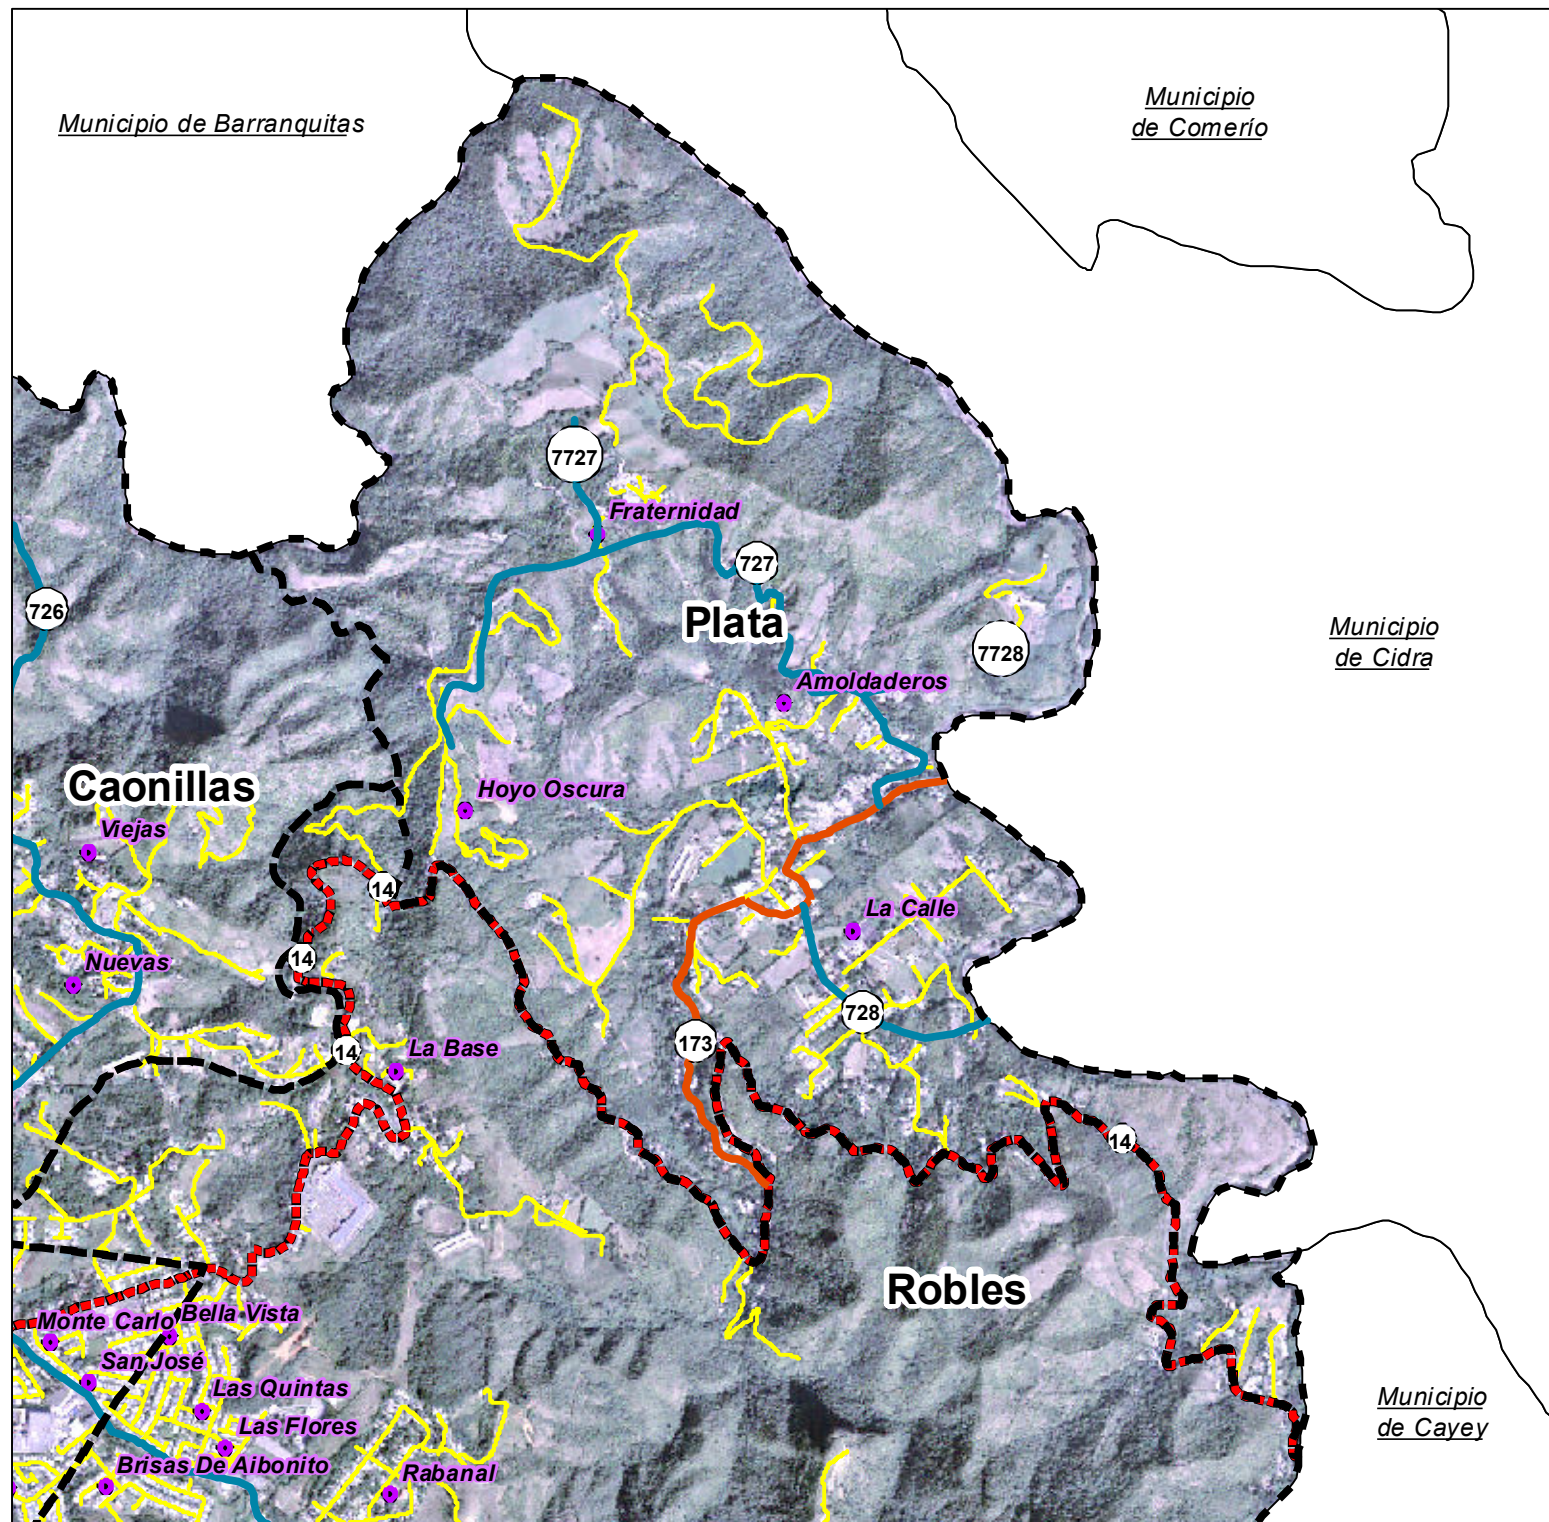 Municipio de Barranquitas
Municipio
de Comerío
7727
Fraternidad
727
726
Plata
Municipio
de Cidra
7728
Amoldaderos
Caonillas
Hoyo Oscura
Viejas
14
La Calle
14
Nuevas
728
173
14
La Base
14
Robles
Monte Carlo
Bella Vista
San José
Las Quintas
Municipio
de Cayey
Las Flores
Brisas De Aibonito
Rabanal